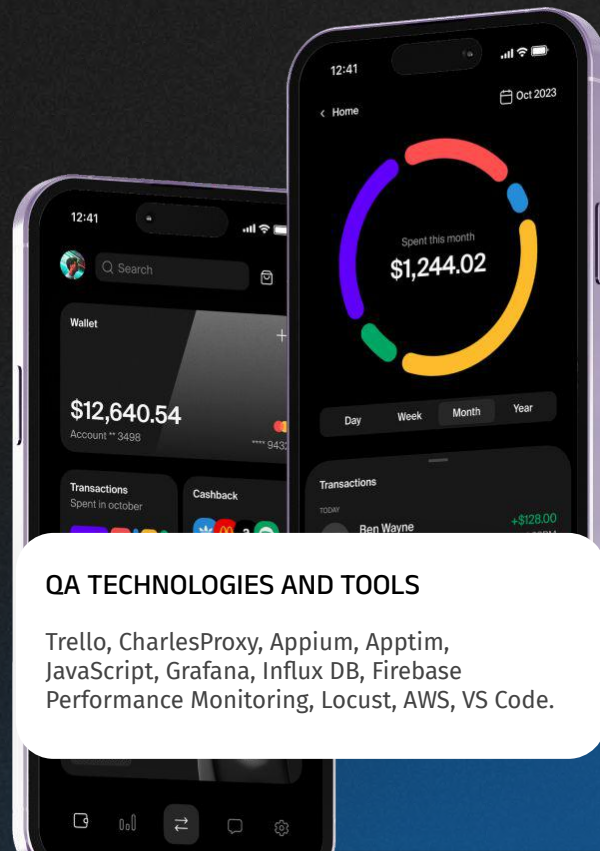 12:41
Home
Oct 2023
Spent this month
$1,244.02
Day Week Month Year
Transactions
TODAY
Ben Wayne
+$128.00
12:41
Search
Wallet
$12,640.54
Account ** 3498
**** 9432
Transactions
Spent in october
Cashback
QA TECHNOLOGIES AND TOOLS
Trello, CharlesProxy, Appium, Apptim,
JavaScript, Grafana, Influx DB, Firebase
Performance Monitoring, Locust, AWS, VS Code.